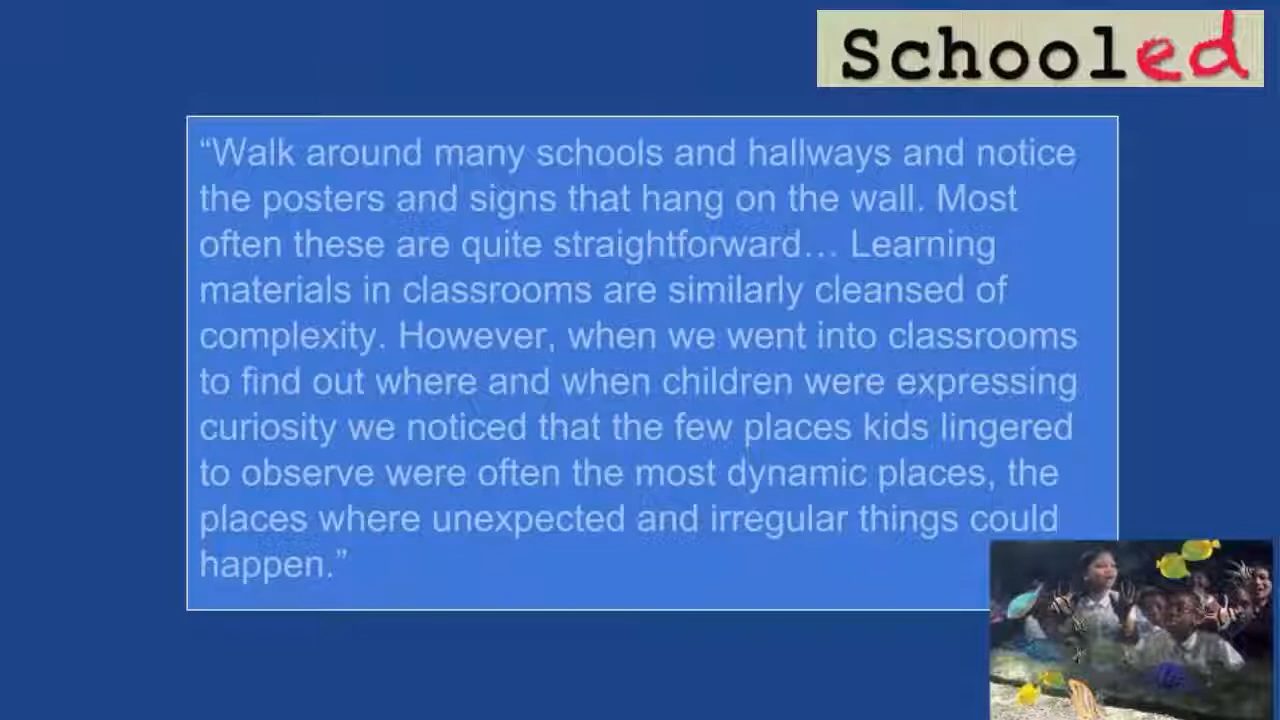 Schooled
“Walk around many schools and hallways and notice
the posters and signs that hang on the wall. Most
often these are quite straightforward… Learning
materials in classrooms are similarly cleansed of
complexity. However, when we went into classrooms
to find out where and when children were expressing
curiosity we noticed that the few places kids lingered
to observe were often the most dynamic places, the
places where unexpected and irregular things could
happen.”